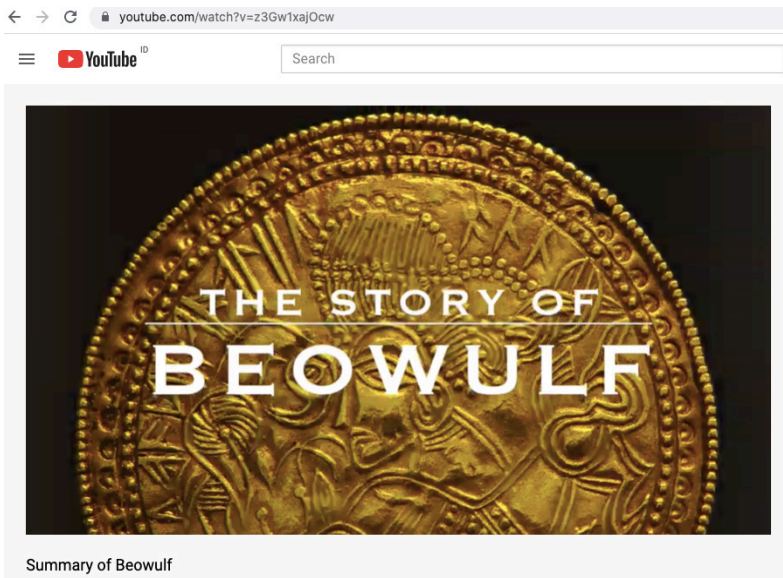 youtube.com/watch?v=z3Gw1xajOcw
YouTube ID
Search
THE STORY OF
BEOWULF
Summary of Beowulf